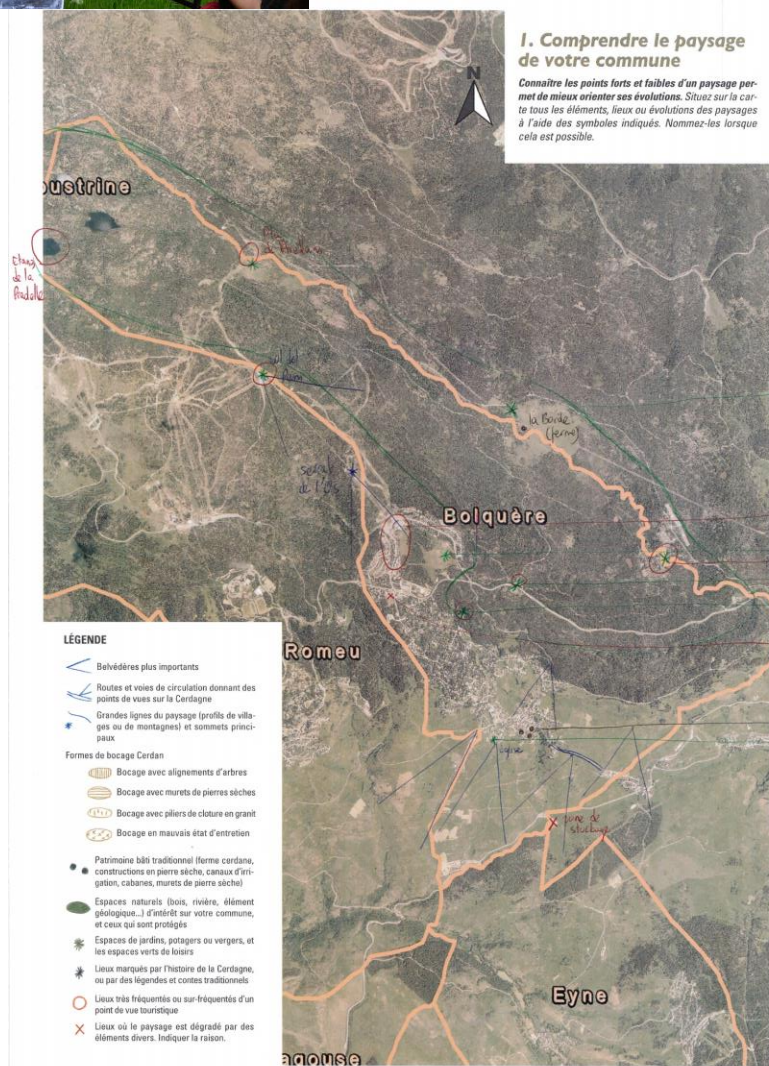 1. Comprendre le paysage
de votre commune
Connaître les points forts et faibles d'un paysage per-
met de mieux orienter ses évolutions. Situez sur la car-
te tous les éléments, lieux ou évolutions des paysages
à l'aide des symboles indiqués. Nommez-les lorsque
cela est possible.
N
oustrine
Etang
de la
Pradelle
la Borde
(ferme)
serrat
de l'Ors
Bolquère
Romeu
zone de
stockage
Eyne
agouse
LÉGENDE
Belvédères plus importants
Routes et voies de circulation donnant des
points de vues sur la Cerdagne
Grandes lignes du paysage (profils de villa-
ges ou de montagnes) et sommets princi-
paux
Formes de bocage Cerdan
Bocage avec alignements d'arbres
Bocage avec murets de pierres sèches
Bocage avec piliers de cloture en granit
Bocage en mauvais état d'entretien
Patrimoine bâti traditionnel (ferme cerdane,
constructions en pierre sèche, canaux d'irri-
gation, cabanes, murets de pierre sèche)
Espaces naturels (bois, rivière, élément
géologique...) d'intérêt sur votre commune,
et ceux qui sont protégés
Espaces de jardins, potagers ou vergers, et
les espaces verts de loisirs
Lieux marqués par l'histoire de la Cerdagne,
ou par des légendes et contes traditionnels
Lieux très fréquentés ou sur-fréquentés d'un
point de vue touristique
Lieux où le paysage est dégradé par des
éléments divers. Indiquer la raison.